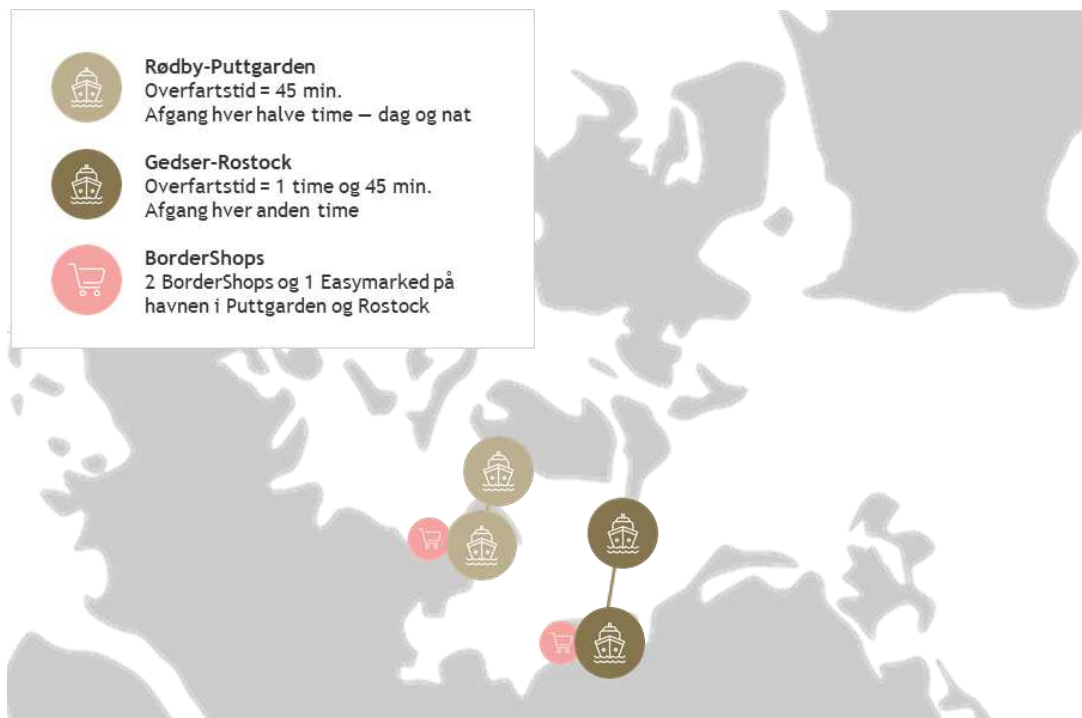 Rødby-Puttgarden
Overfartstid = 45 min.
Afgang hver halve time — dag og nat
Gedser-Rostock
Overfartstid = 1 time og 45 min.
Afgang hver anden time
BorderShops
2 BorderShops og 1 Easymarked på
havnen i Puttgarden og Rostock